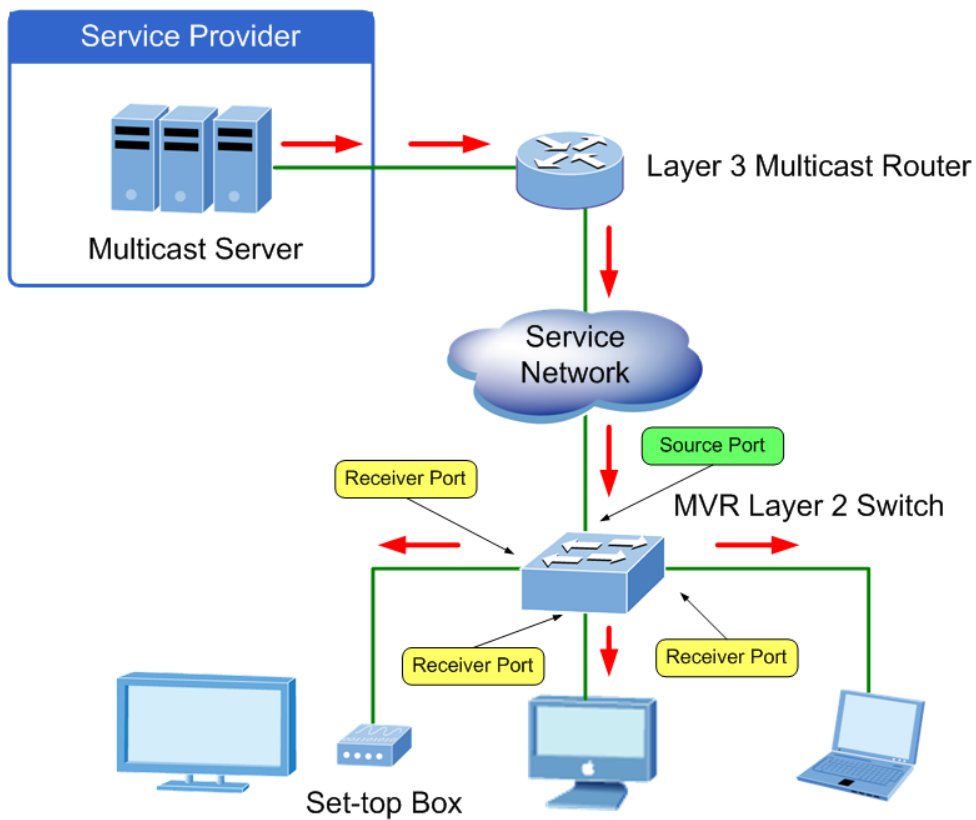 Service Provider
Multicast Server
Layer 3 Multicast Router
Service
Network
Source Port
Receiver Port
MVR Layer 2 Switch
Receiver Port
Receiver Port
Set-top Box